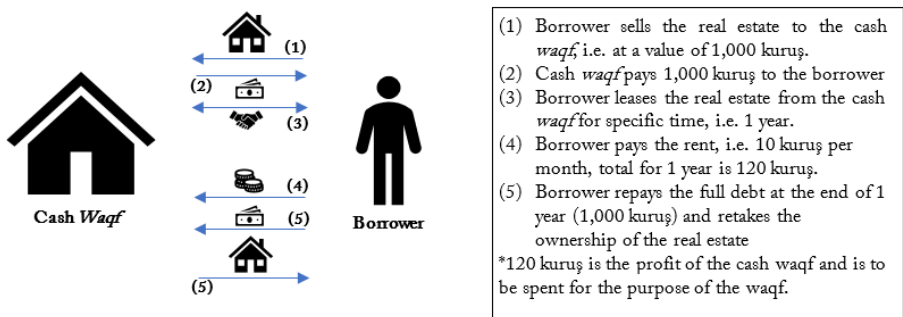 (1)
(2)
(3)
(4)
(5)
(5)
Cash Waqf
Borrower
(1) Borrower sells the real estate to the cash
waqf, i.e. at a value of 1,000 kuruş.
(2) Cash waqf pays 1,000 kuruş to the borrower
(3) Borrower leases the real estate from the cash
waqf for specific time, i.e. 1 year.
(4) Borrower pays the rent, i.e. 10 kuruş per
month, total for 1 year is 120 kuruş.
(5) Borrower repays the full debt at the end of 1
year (1,000 kuruş) and retakes the
ownership of the real estate
*120 kuruş is the profit of the cash waqf and is to
be spent for the purpose of the waqf.